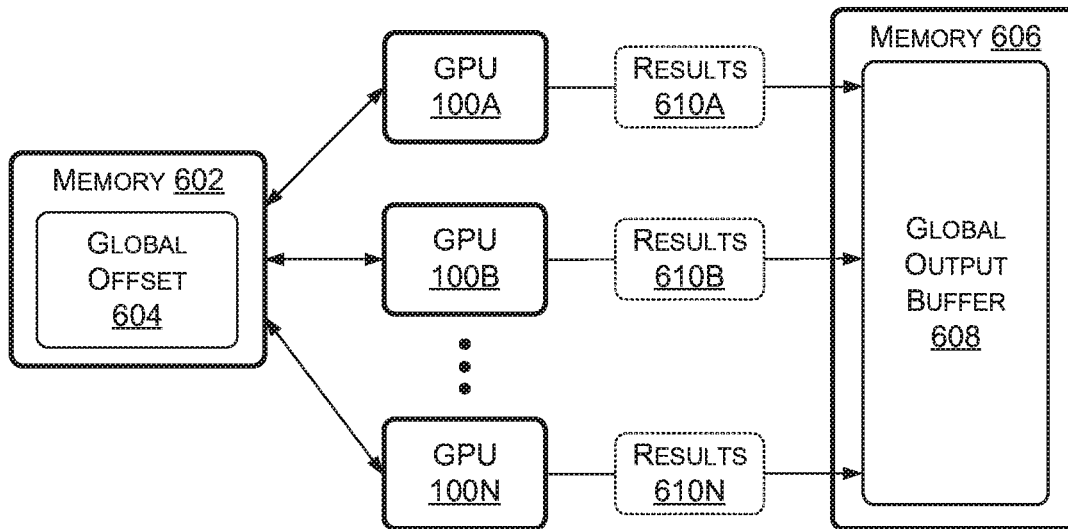 MEMORY 602
GLOBAL
OFFSET
604
GPU
100A
RESULTS
610A
GPU
100B
RESULTS
610B
GPU
100N
RESULTS
610N
MEMORY 606
GLOBAL
OUTPUT
BUFFER
608